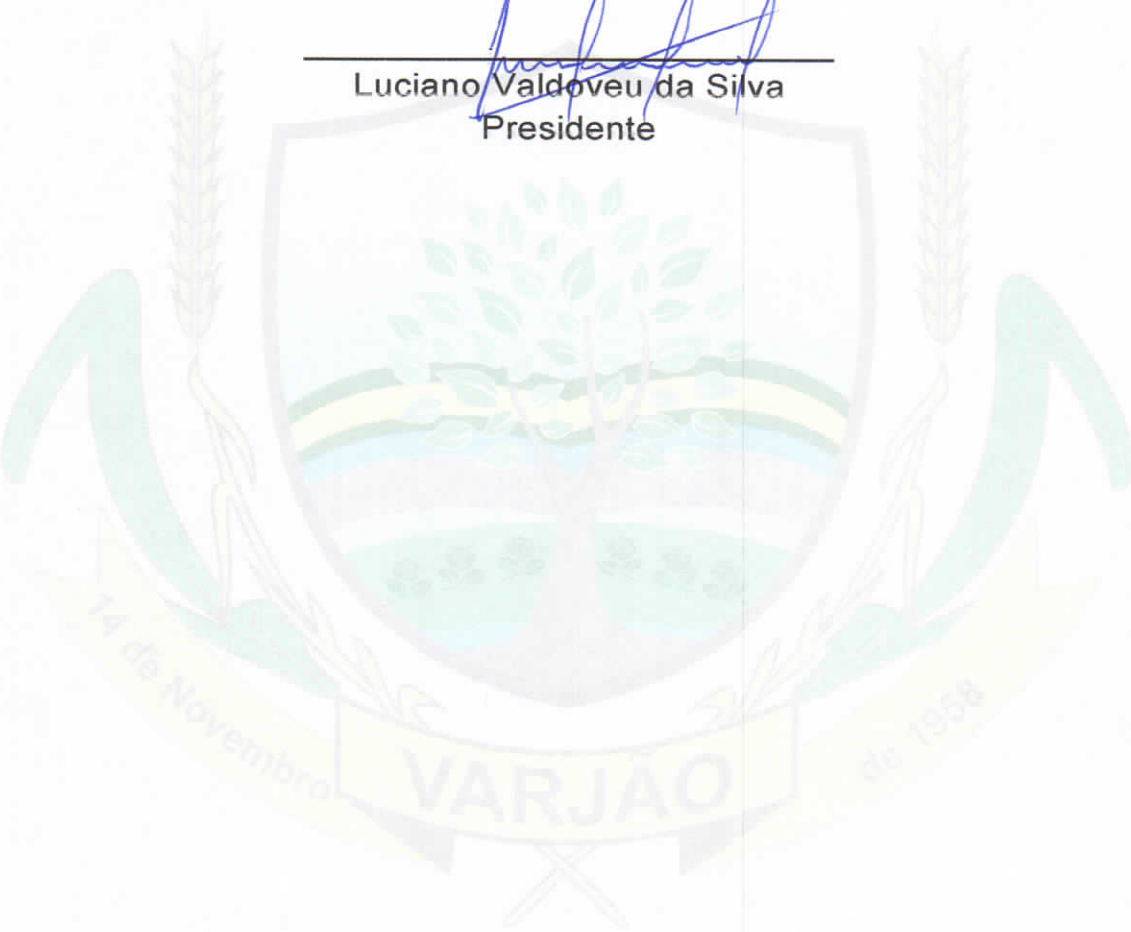 Luciano Valdoveu da Silva
Presidente
14 de Novembro
VARJÃO
de 1958